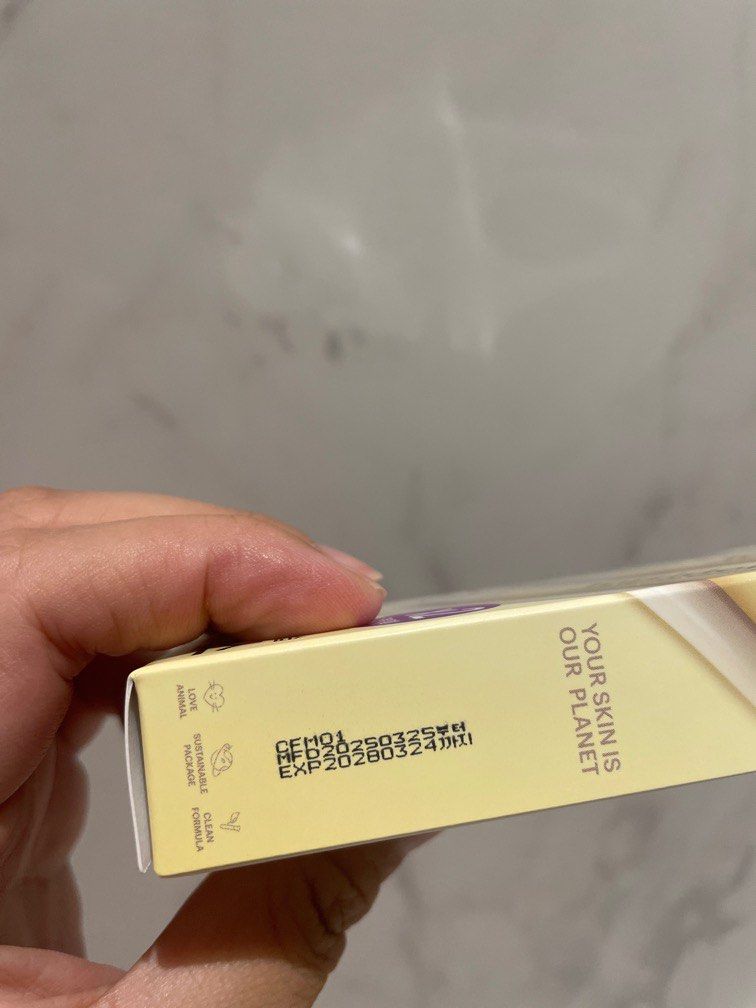 LOVE
ANIMAL
SUSTAINABLE
PACKAGE
CLEAN
FORMULA
CEM01
MFD20250325부터
EXP20280324까지
YOUR SKIN IS
OUR PLANET